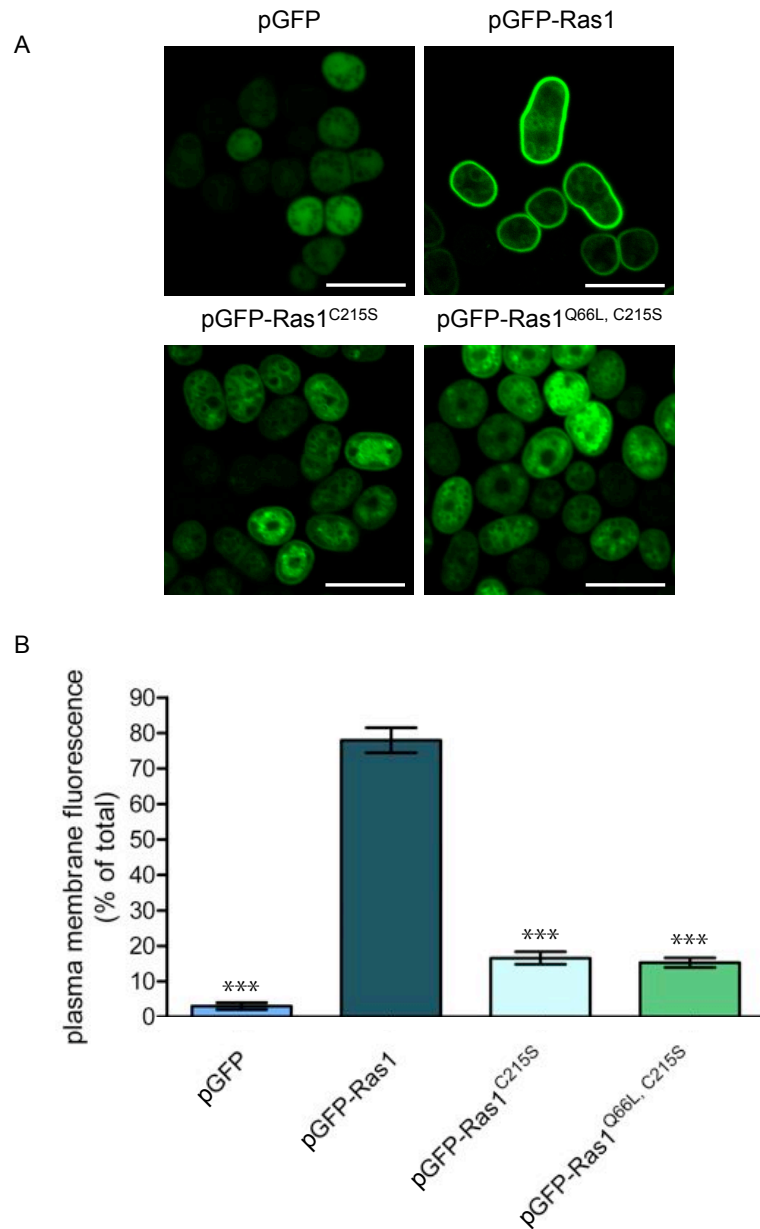 A
pGFP
pGFP-Ras1
pGFP-Ras1C215S
pGFP-Ras1Q66L, C215S
B
plasma membrane fluorescence
(% of total)
90
80
70
60
50
40
30
20
10
0
***
***
***
pGFP
pGFP-Ras1
pGFP-Ras1C215S
pGFP-Ras1Q66L, C215S